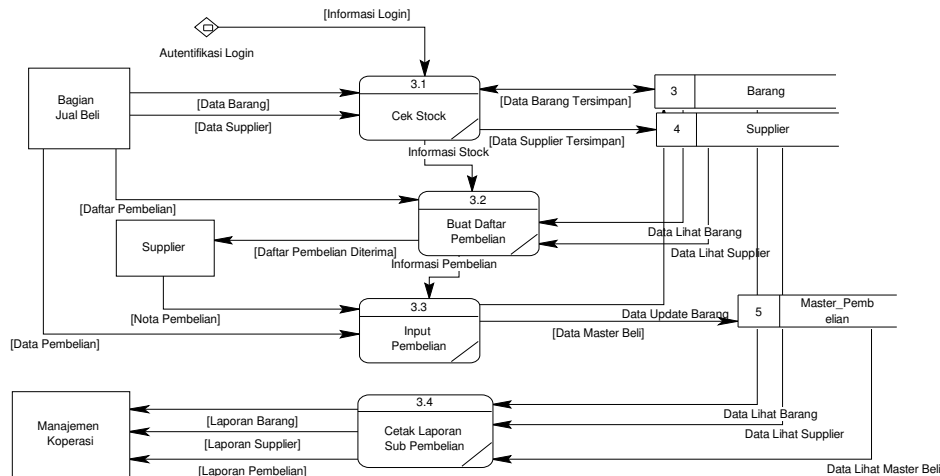 [Informasi Login]
Autentifikasi Login
3.1
Cek Stock
Bagian
Jual Beli
[Data Barang]
[Data Supplier]
[Data Barang Tersimpan]
3
Barang
4
Supplier
[Data Supplier Tersimpan]
Informasi Stock
3.2
Buat Daftar
Pembelian
[Daftar Pembelian]
Supplier
[Daftar Pembelian Diterima]
Data Lihat Barang
Data Lihat Supplier
Informasi Pembelian
3.3
Input
Pembelian
[Nota Pembelian]
[Data Pembelian]
Data Update Barang
[Data Master Beli]
5
Master_Pemb
elian
3.4
Cetak Laporan
Sub Pembelian
Manajemen
Koperasi
[Laporan Barang]
[Laporan Supplier]
[Laporan Pembelian]
Data Lihat Barang
Data Lihat Supplier
Data Lihat Master Beli